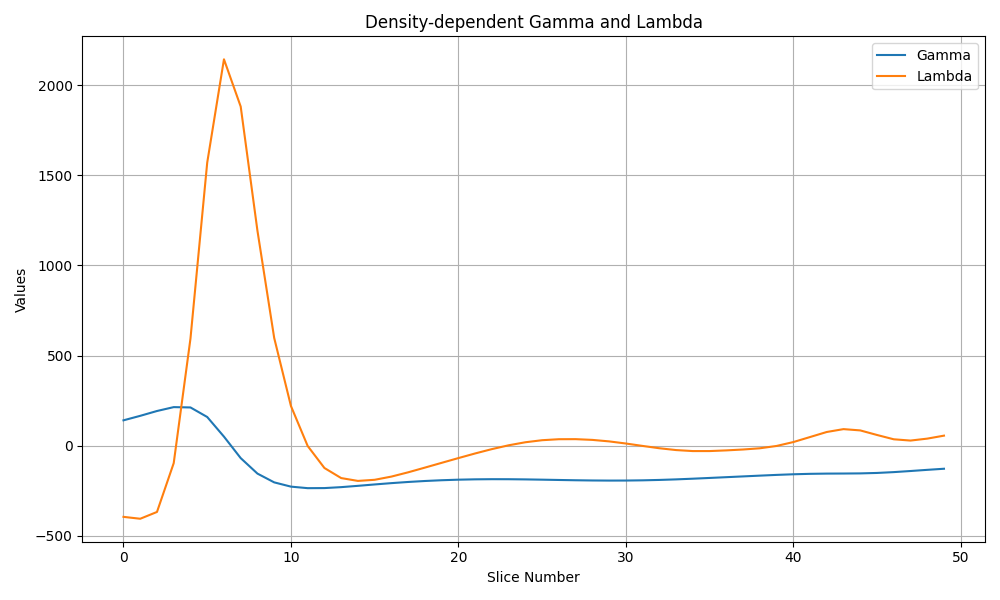 Density-dependent Gamma and Lambda
Gamma
Lambda
Values
2000
1500
1000
500
0
−500
0 10 20 30 40 50
Slice Number